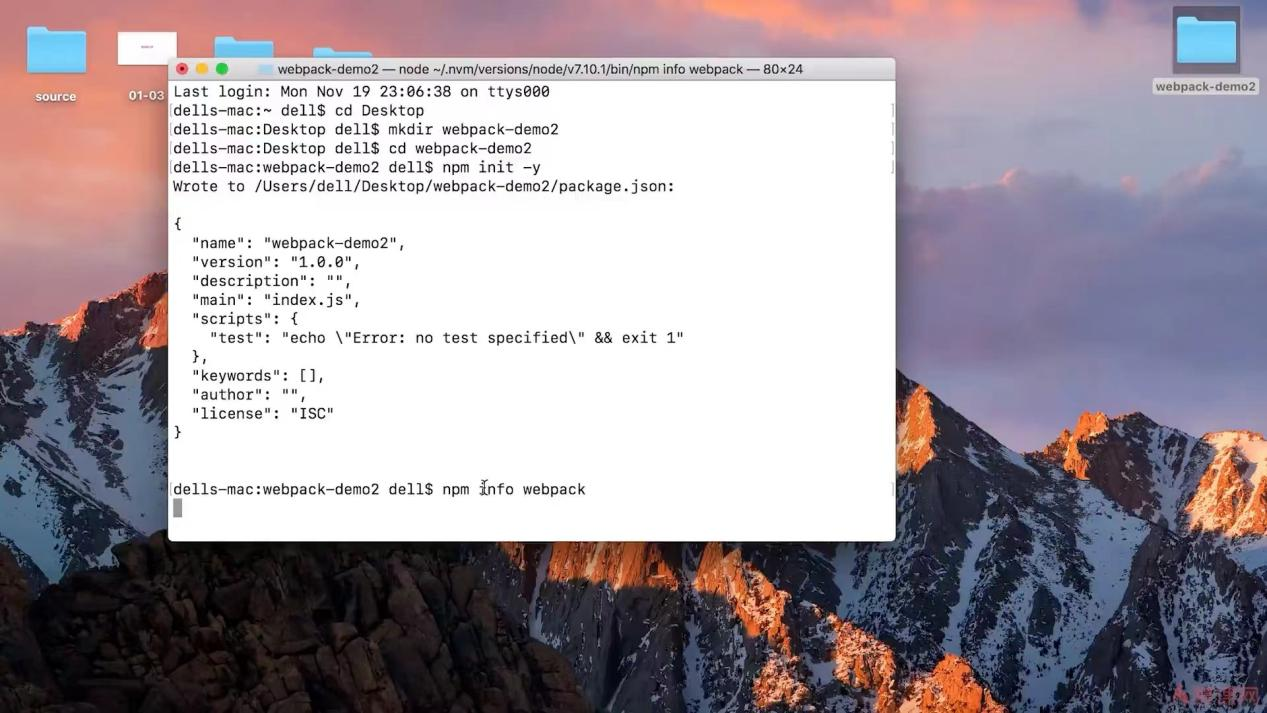 source
01-03
webpack-demo2
webpack-demo2 — node ~/.nvm/versions/node/v7.10.1/bin/npm info webpack — 80×24
Last login: Mon Nov 19 23:06:38 on ttys000
[dells-mac:~ dell$ cd Desktop ]
[dells-mac:Desktop dell$ mkdir webpack-demo2 ]
[dells-mac:Desktop dell$ cd webpack-demo2 ]
[dells-mac:webpack-demo2 dell$ npm init -y ]
Wrote to /Users/dell/Desktop/webpack-demo2/package.json:
{
"name": "webpack-demo2",
"version": "1.0.0",
"description": "",
"main": "index.js",
"scripts": {
"test": "echo \"Error: no test specified\" && exit 1"
},
"keywords": [],
"author": "",
"license": "ISC"
}
[dells-mac:webpack-demo2 dell$ npm info webpack ]